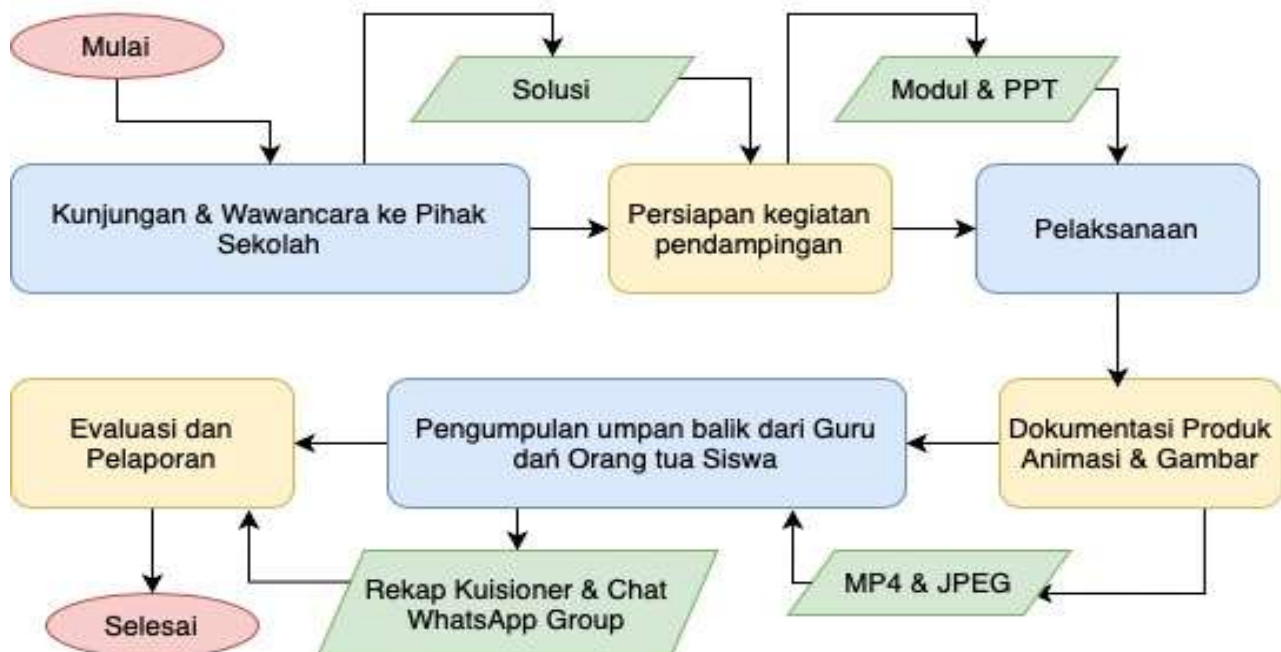 Mulai
Solusi
Modul & PPT
Kunjungan & Wawancara ke Pihak
Sekolah
Persiapan kegiatan
pendampingan
Pelaksanaan
Dokumentasi Produk
Animasi & Gambar
Pengumpulan umpan balik dari Guru
dań Orang tua Siswa
Evaluasi dan
Pelaporan
MP4 & JPEG
Rekap Kuisioner & Chat
WhatsApp Group
Selesai